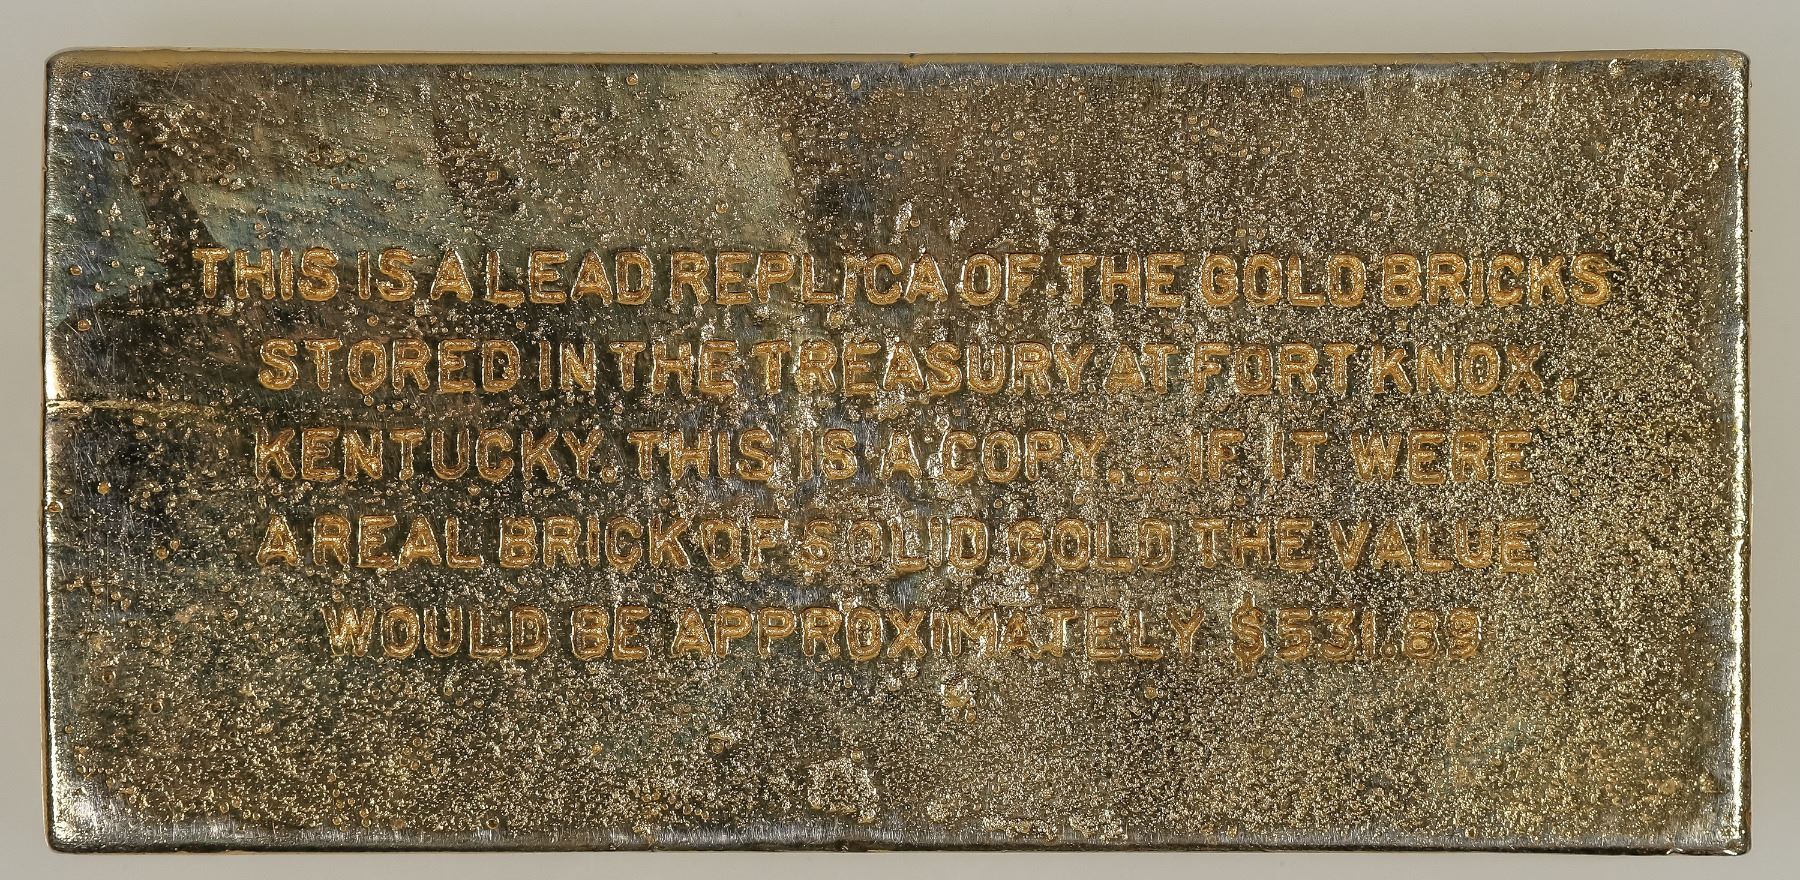 THIS IS A LEAD REPLICA OF THE GOLD BRICKS
STORED IN THE TREASURY AT FORT KNOX,
KENTUCKY. THIS IS A COPY... IF IT WERE
A REAL BRICK OF SOLID GOLD THE VALUE
WOULD BE APPROXIMATELY $531.89